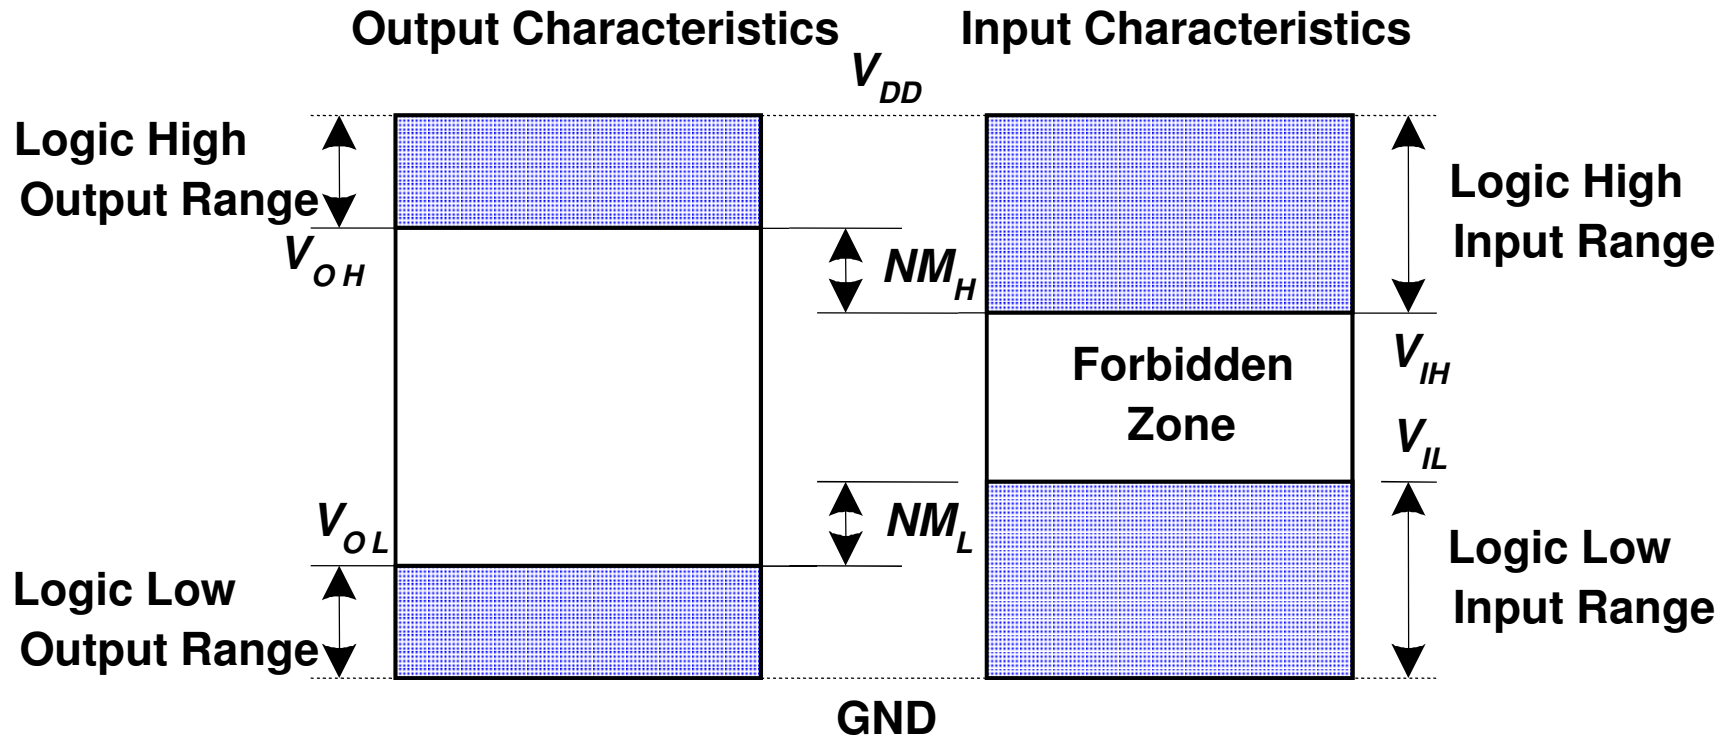 Output Characteristics
Input Characteristics
V_DD
Logic High
Output Range
Logic High
Input Range
V_OH
NM_H
Forbidden
Zone
V_IH
V_IL
V_OL
NM_L
Logic Low
Output Range
Logic Low
Input Range
GND